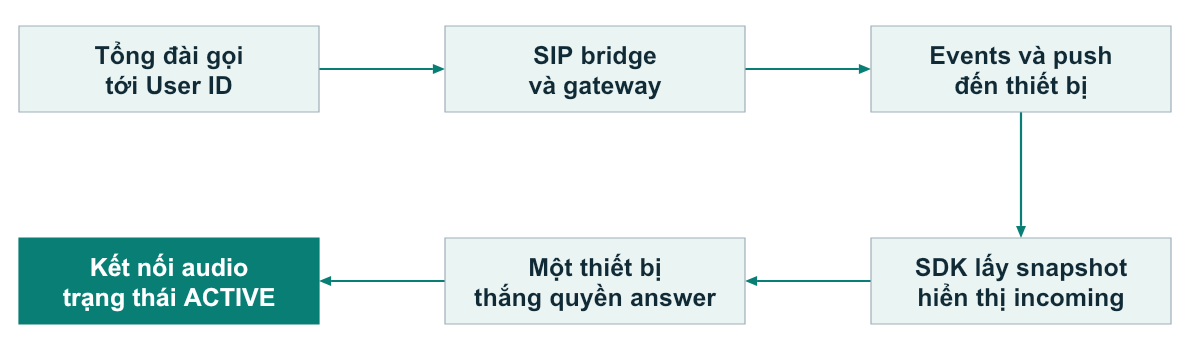 Tổng đài gọi
tới User ID
SIP bridge
và gateway
Events và push
đến thiết bị
SDK lấy snapshot
hiển thị incoming
Một thiết bị
thắng quyền answer
Kết nối audio
trạng thái ACTIVE